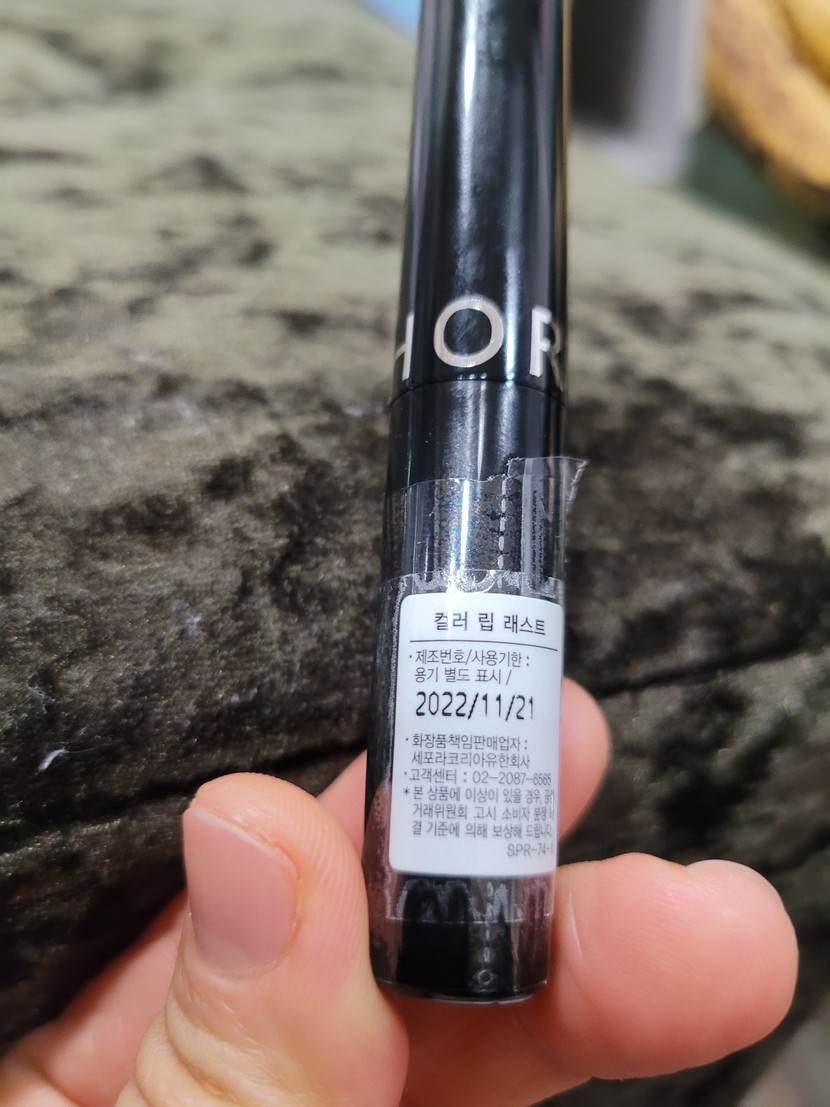 HOR
컬러 립 래스트
·제조번호/사용기한 :
용기 별도 표시 /
2022/11/21
·화장품책임판매업자 :
세포라코리아유한회사
·고객센터 : 02-2087-6565
*본 상품에 이상이 있을 경우,
거래위원회 고시 소비자 분쟁
결 기준에 의해 보상해 드립니다.
SPR-74-